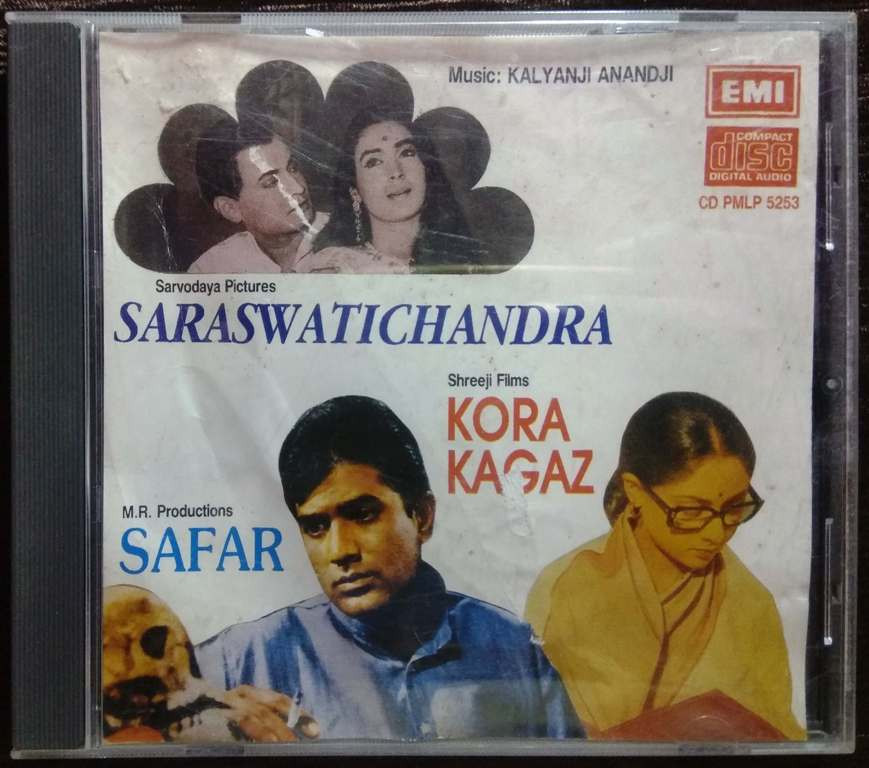 Music: KALYANJI ANANDJI
EMI
COMPACT
disc
DIGITAL AUDIO
CD PMLP 5253
Sarvodaya Pictures
SARASWATICHANDRA
Shreeji Films
KORA
KAGAZ
M.R. Productions
SAFAR